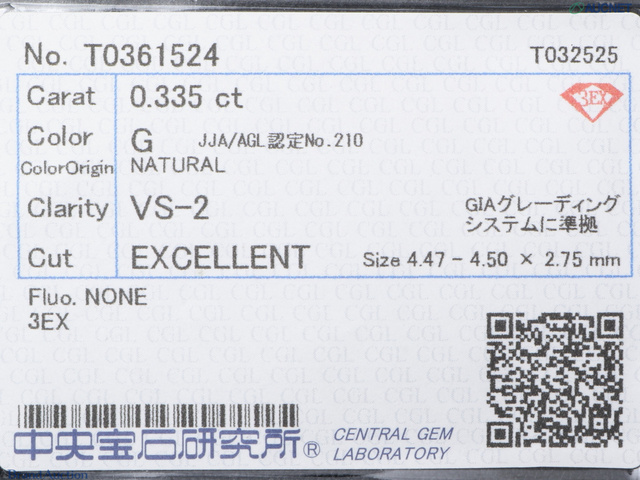 No. T0361524
T032525
Carat 0.335 ct
3EX
Color G JJA/AGL認定No.210
ColorOrigin NATURAL
Clarity VS-2
GIAグレーディング
システムに準拠
Cut EXCELLENT Size 4.47 - 4.50 × 2.75 mm
Fluo. NONE
3EX
中央宝石研究所®
CENTRAL GEM
LABORATORY